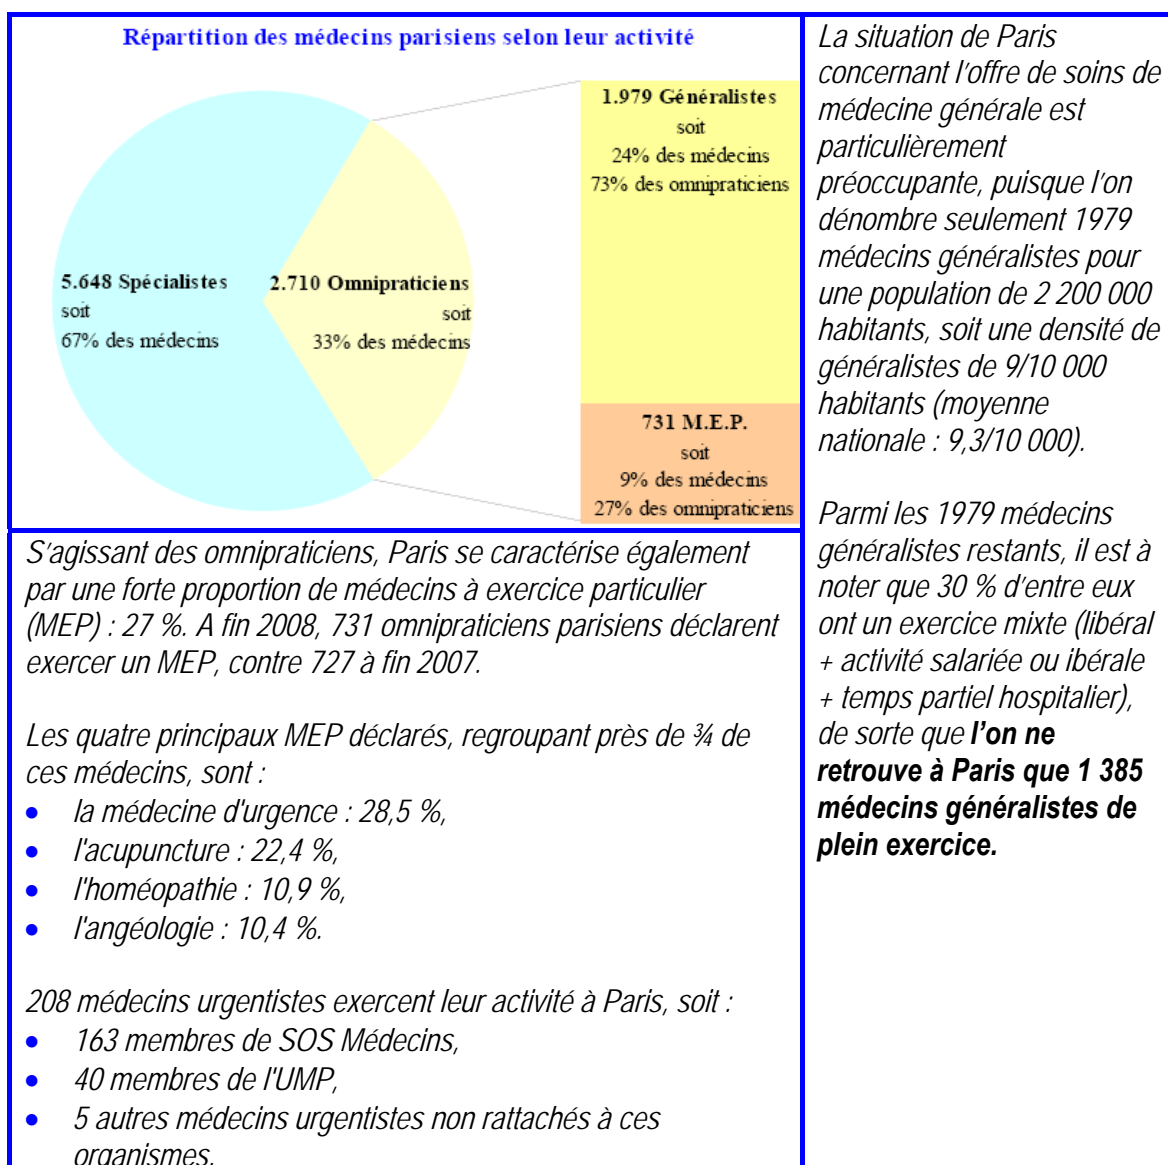 Répartition des médecins parisiens selon leur activité
5.648 Spécialistes
soit
67% des médecins
2.710 Omnipraticiens
soit
33% des médecins
1.979 Généralistes
soit
24% des médecins
73% des omnipraticiens
731 M.E.P.
soit
9% des médecins
27% des omnipraticiens
S'agissant des omnipraticiens, Paris se caractérise également
par une forte proportion de médecins à exercice particulier
(MEP) : 27 %. A fin 2008, 731 omnipraticiens parisiens déclarent
exercer un MEP, contre 727 à fin 2007.
Les quatre principaux MEP déclarés, regroupant près de ¾ de
ces médecins, sont :
• la médecine d'urgence : 28,5 %,
• l'acupuncture : 22,4 %,
• l'homéopathie : 10,9 %,
• l'angéologie : 10,4 %.
208 médecins urgentistes exercent leur activité à Paris, soit :
• 163 membres de SOS Médecins,
• 40 membres de l'UMP,
• 5 autres médecins urgentistes non rattachés à ces
organismes.
La situation de Paris
concernant l'offre de soins de
médecine générale est
particulièrement
préoccupante, puisque l'on
dénombre seulement 1979
médecins généralistes pour
une population de 2 200 000
habitants, soit une densité de
généralistes de 9/10 000
habitants (moyenne
nationale : 9,3/10 000).
Parmi les 1979 médecins
généralistes restants, il est à
noter que 30 % d'entre eux
ont un exercice mixte (libéral
+ activité salariée ou ibérale
+ temps partiel hospitalier),
de sorte que l'on ne
retrouve à Paris que 1 385
médecins généralistes de
plein exercice.